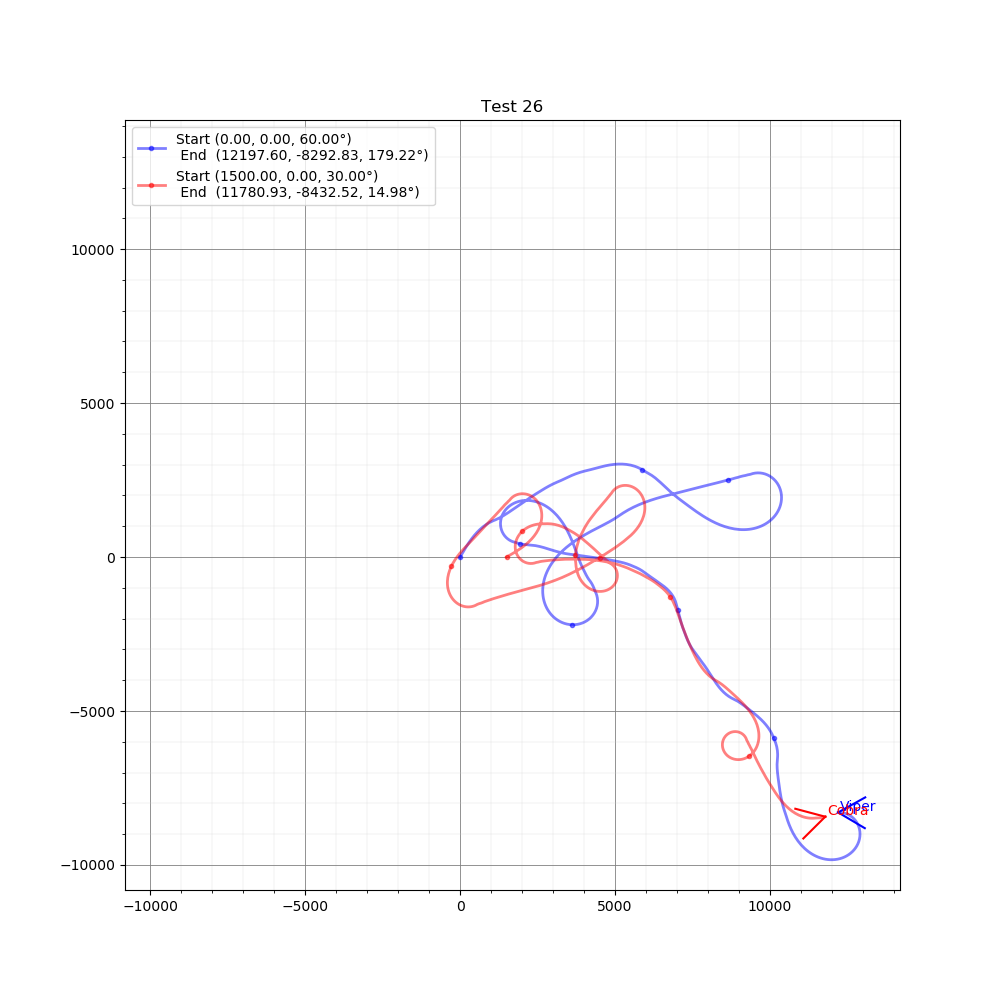 Test 26
Start (0.00, 0.00, 60.00°)
End (12197.60, -8292.83, 179.22°)
Start (1500.00, 0.00, 30.00°)
End (11780.93, -8432.52, 14.98°)
10000
5000
0
−5000
−10000
Viper
Cobra
−10000 −5000 0 5000 10000